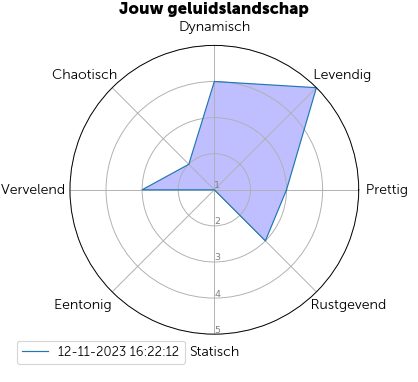 Jouw geluidslandschap
Dynamisch
Chaotisch
Levendig
Vervelend
1
Prettig
2
3
4
Eentonig
Rustgevend
5
12-11-2023 16:22:12
Statisch